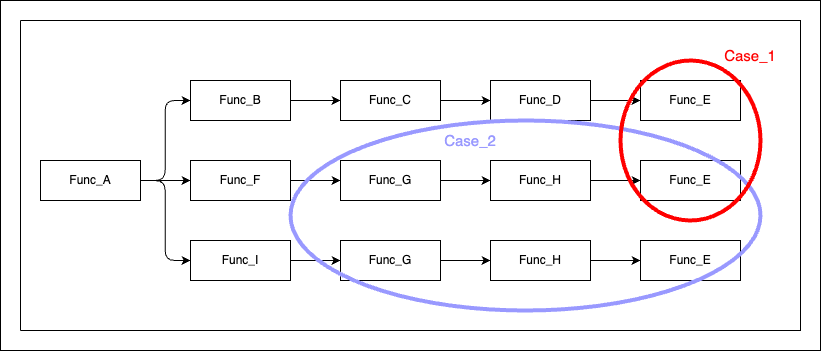 Case_1
Func_B
Func_C
Func_D
Func_E
Case_2
Func_A
Func_F
Func_G
Func_H
Func_E
Func_I
Func_G
Func_H
Func_E